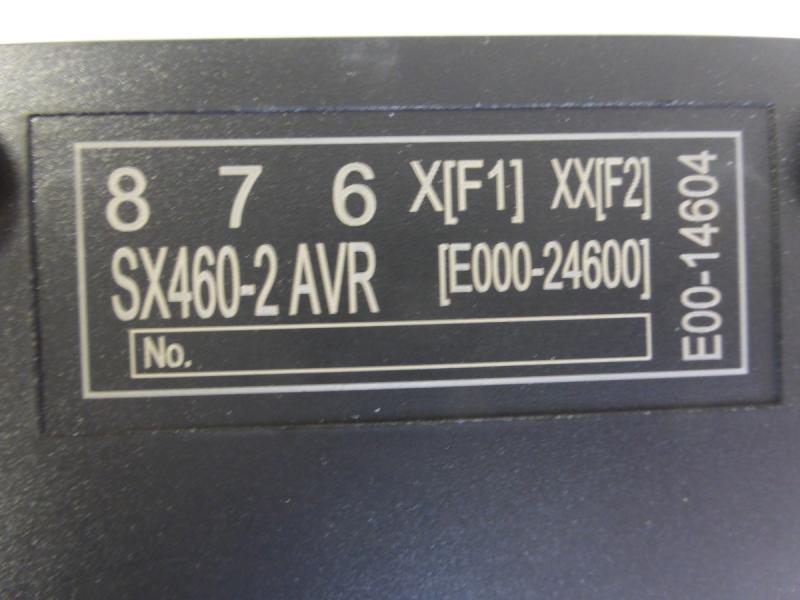 8 7 6 X[F1] XX[F2]
SX460-2 AVR [E000-24600]
No.
E00-14604